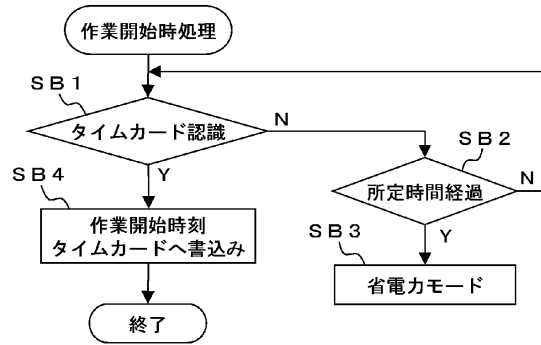 作業開始時処理
SB1
タイムカード認識
N
SB2
所定時間経過
N
Y
SB4
作業開始時刻
タイムカードへ書込み
Y
SB3
省電力モード
終了